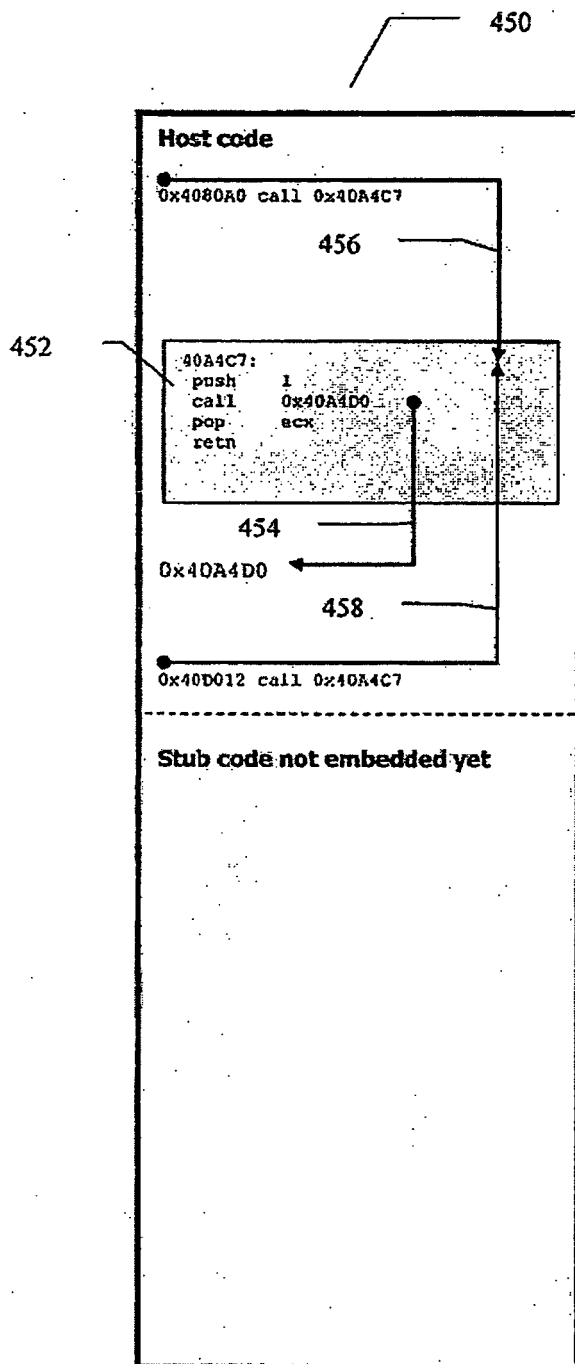 450
Host code
0x4080A0 call 0x40A4C7
456
452
40A4C7:
push 1
call 0x40A4D0
pop ecx
retn
454
0x40A4D0
458
0x40D012 call 0x40A4C7
Stub code not embedded yet